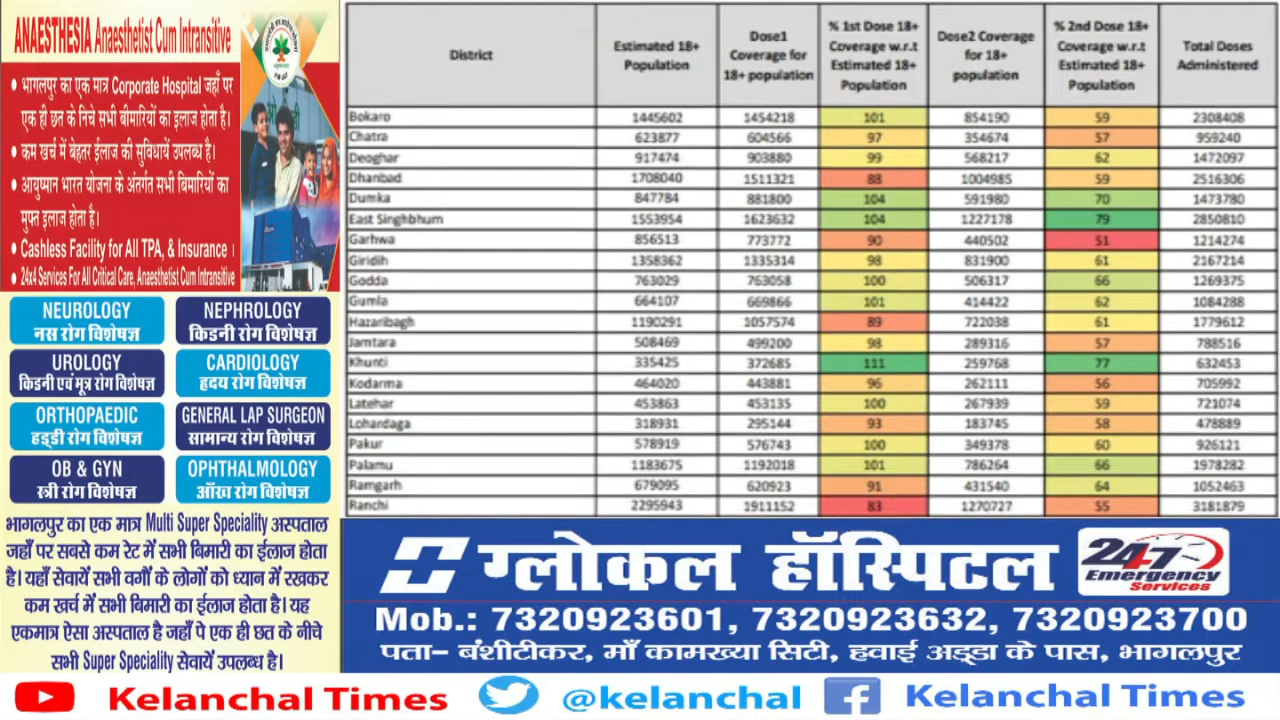 ANAESTHESIA Anaesthetist Cum Intransitive
• भागलपुर का एक मात्र Corporate Hospital जहाँ पर
एक ही छत के निचे सभी बीमारियों का इलाज होता है।
• कम खर्च में बेहतर ईलाज की सुविधायें उपलब्ध है।
• आयुष्मान भारत योजना के अंतर्गत सभी बिमारियों का
मुफ्त इलाज होता है।
• Cashless Facility for All TPA, & Insurance ।
• 24x4 Services For All Critical Care, Anaesthetist Cum Intransitive
NEUROLOGY
नस रोग विशेषज्ञ
NEPHROLOGY
किडनी रोग विशेषज्ञ
UROLOGY
किडनी एवं मूत्र रोग विशेषज्ञ
CARDIOLOGY
हृदय रोग विशेषज्ञ
ORTHOPAEDIC
हड्डी रोग विशेषज्ञ
GENERAL LAP SURGEON
सामान्य रोग विशेषज्ञ
OB & GYN
स्त्री रोग विशेषज्ञ
OPHTHALMOLOGY
आँख रोग विशेषज्ञ
भागलपुर का एक मात्र Multi Super Speciality अस्पताल
जहाँ पर सबसे कम रेट में सभी बिमारी का ईलाज होता
है। यहाँ सेवायें सभी वर्गों के लोगों को ध्यान में रखकर
कम खर्च में सभी बिमारी का ईलाज होता है। यह
एकमात्र ऐसा अस्पताल है जहाँ पे एक ही छत के नीचे
सभी Super Speciality सेवायें उपलब्ध है।
District Estimated 18+ Population Dose1 Coverage for 18+ population % 1st Dose 18+ Coverage w.r.t Estimated 18+ Population Dose2 Coverage for 18+ population % 2nd Dose 18+ Coverage w.r.t Estimated 18+ Population Total Doses Administered
Bokaro 1445602 1454218 101 854190 59 2308408
Chatra 623877 604566 97 354674 57 959240
Deoghar 917474 903880 99 568217 62 1472097
Dhanbad 1708040 1511321 88 1004985 59 2516306
Dumka 847784 881800 104 591980 70 1473780
East Singhbhum 1553954 1623632 104 1227178 79 2850810
Garhwa 856513 773772 90 440502 51 1214274
Giridih 1358362 1335314 98 831900 61 2167214
Godda 763029 763058 100 506317 66 1269375
Gumla 664107 669866 101 414422 62 1084288
Hazaribagh 1190291 1057574 89 722038 61 1779612
Jamtara 508469 499200 98 289316 57 788516
Khunti 335425 372685 111 259768 77 632453
Kodarma 464020 443881 96 262111 56 705992
Latehar 453863 453135 100 267939 59 721074
Lohardaga 318931 295144 93 183745 58 478889
Pakur 578919 576743 100 349378 60 926121
Palamu 1183675 1192018 101 786264 66 1978282
Ramgarh 679095 620923 91 431540 64 1052463
Ranchi 2295943 1911152 83 1270727 55 3181879
ग्लोकल हॉस्पिटल
24x7
Emergency
Services
Mob.: 7320923601, 7320923632, 7320923700
पता– बंशीटीकर, माँ कामख्या सिटी, हवाई अड्डा के पास, भागलपुर
Kelanchal Times @kelanchal Kelanchal Times